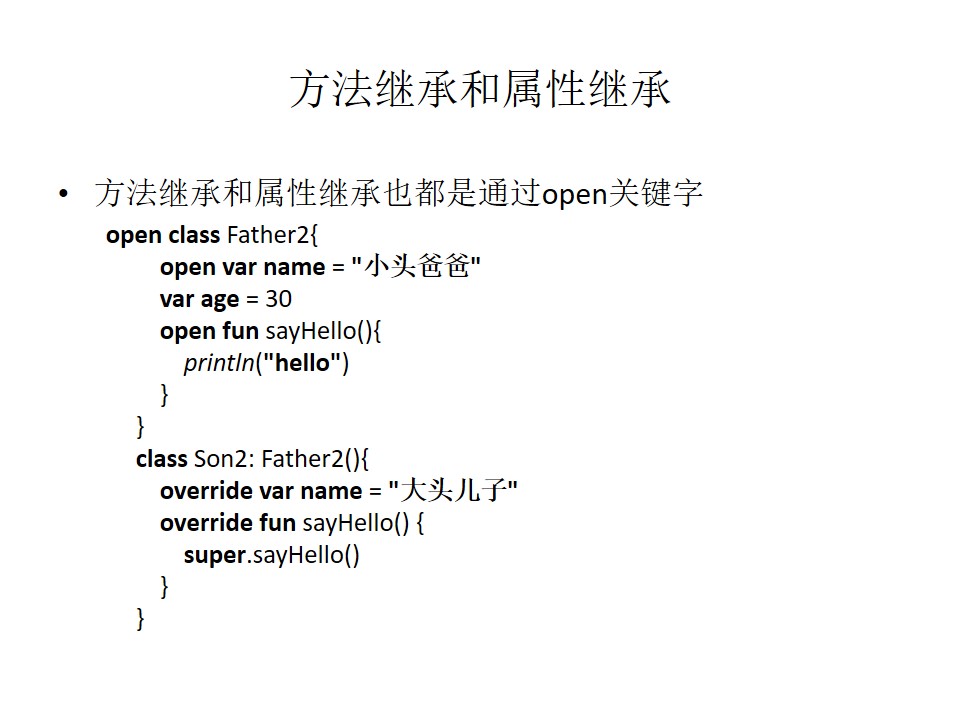 方法继承和属性继承
• 方法继承和属性继承也都是通过open关键字
open class Father2{
open var name = "小头爸爸"
var age = 30
open fun sayHello(){
println("hello")
}
}
class Son2: Father2(){
override var name = "大头儿子"
override fun sayHello() {
super.sayHello()
}
}